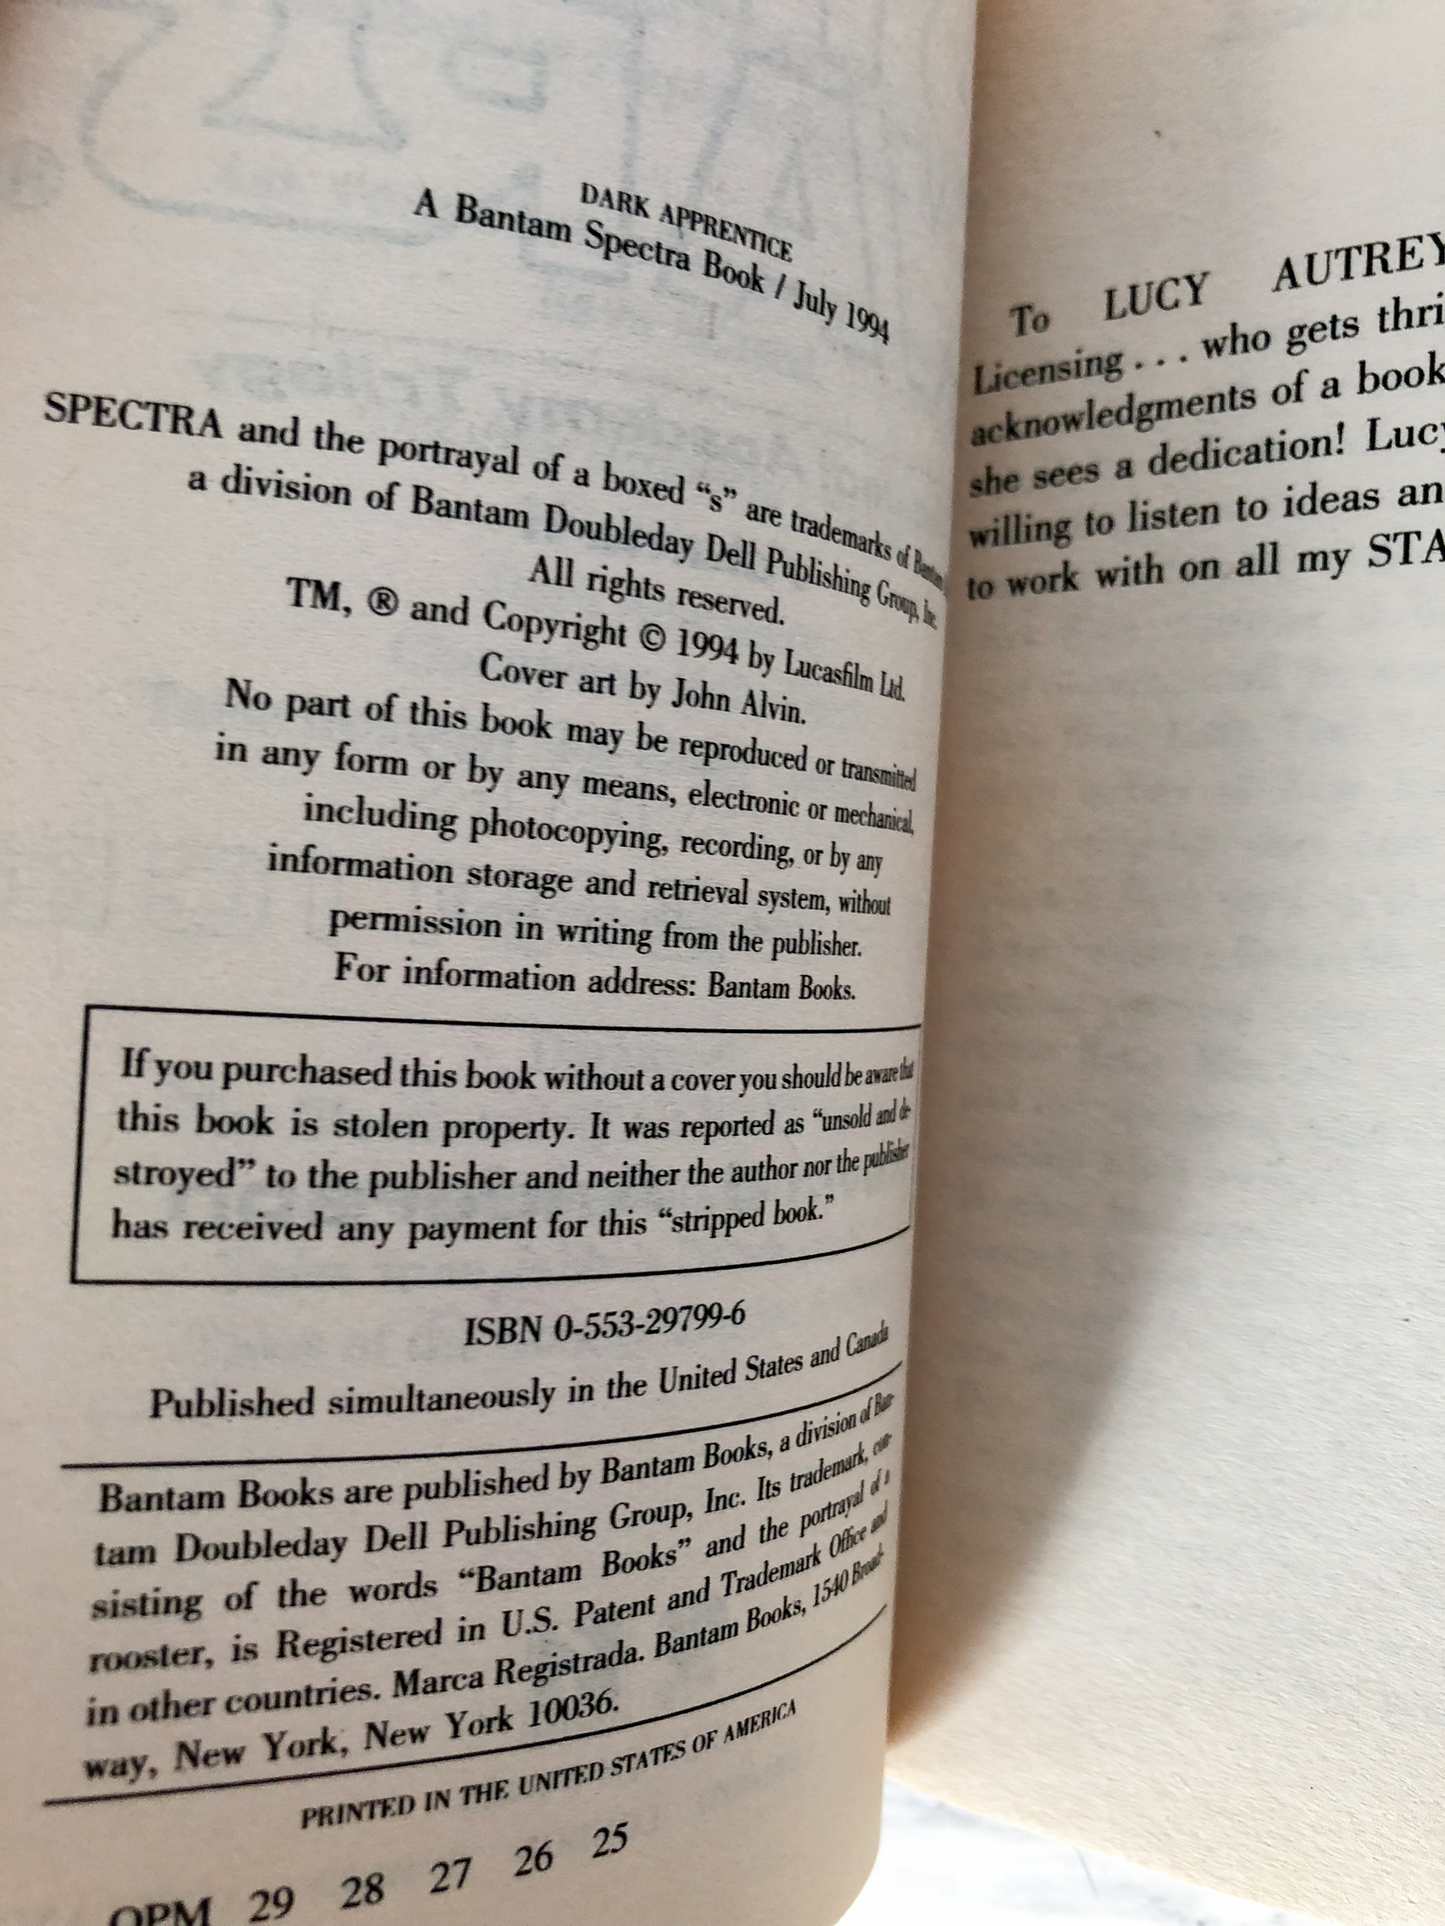 DARK APPRENTICE
A Bantam Spectra Book / July 1994
SPECTRA and the portrayal of a boxed “s” are trademarks of Bantam
a division of Bantam Doubleday Dell Publishing Group, Inc.
All rights reserved.
TM, ® and Copyright © 1994 by Lucasfilm Ltd.
Cover art by John Alvin.
No part of this book may be reproduced or transmitted
in any form or by any means, electronic or mechanical,
including photocopying, recording, or by any
information storage and retrieval system, without
permission in writing from the publisher.
For information address: Bantam Books.
If you purchased this book without a cover you should be aware that
this book is stolen property. It was reported as “unsold and de-
stroyed” to the publisher and neither the author nor the publisher
has received any payment for this “stripped book.”
ISBN 0-553-29799-6
Published simultaneously in the United States and Canada
Bantam Books are published by Bantam Books, a division of Ban-
tam Doubleday Dell Publishing Group, Inc. Its trademark, con-
sisting of the words “Bantam Books” and the portrayal of a
rooster, is Registered in U.S. Patent and Trademark Office and
in other countries. Marca Registrada. Bantam Books, 1540 Broad-
way, New York, New York 10036.
PRINTED IN THE UNITED STATES OF AMERICA
OPM 29 28 27 26 25
To LUCY AUTREY
Licensing . . . who gets thri
acknowledgments of a book
she sees a dedication! Lucy
willing to listen to ideas an
to work with on all my STA